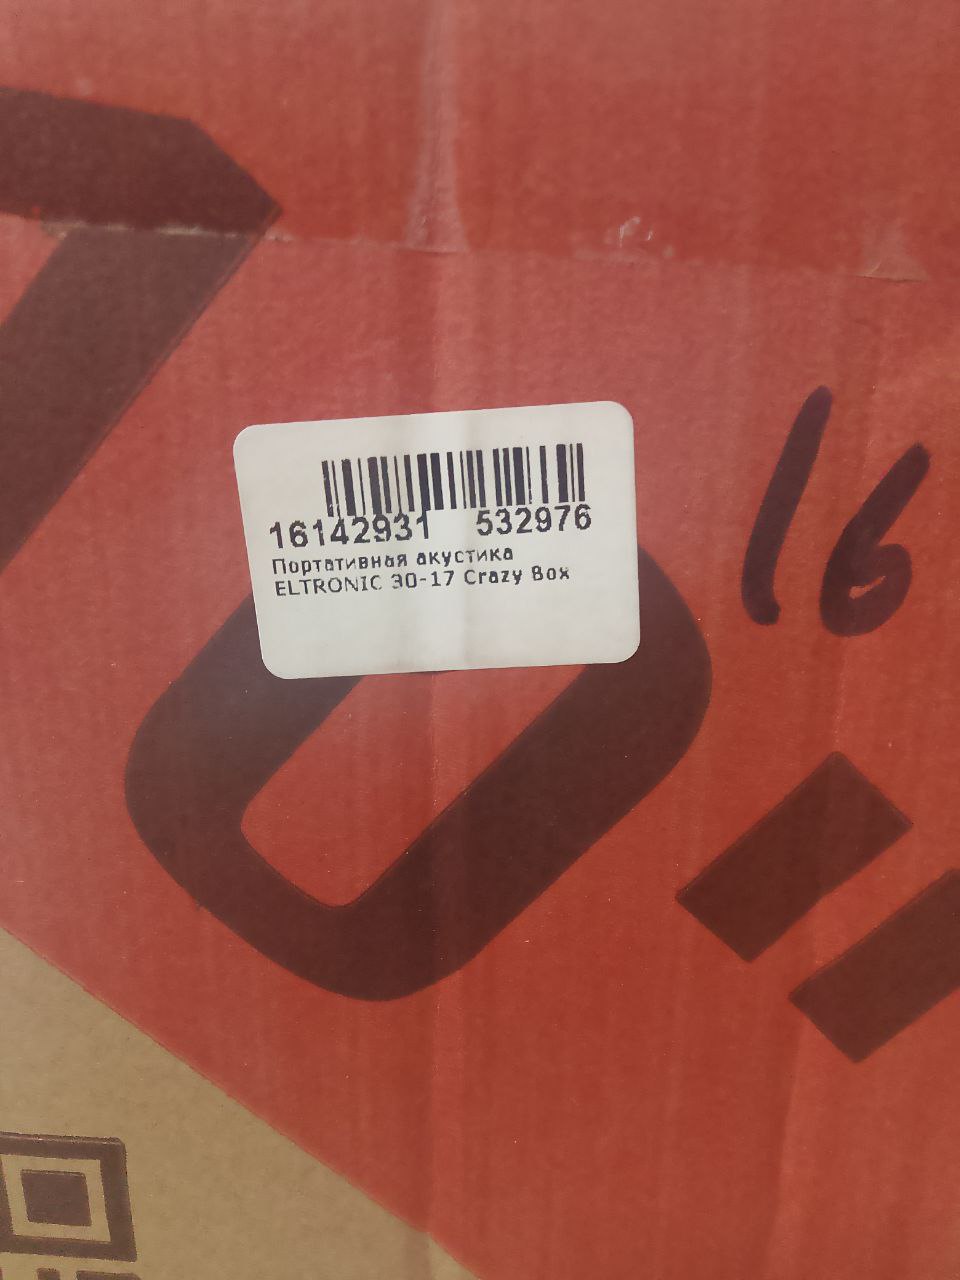 16142931 532976
Портативная акустика
ELTRONIC 30-17 Crazy Box
16